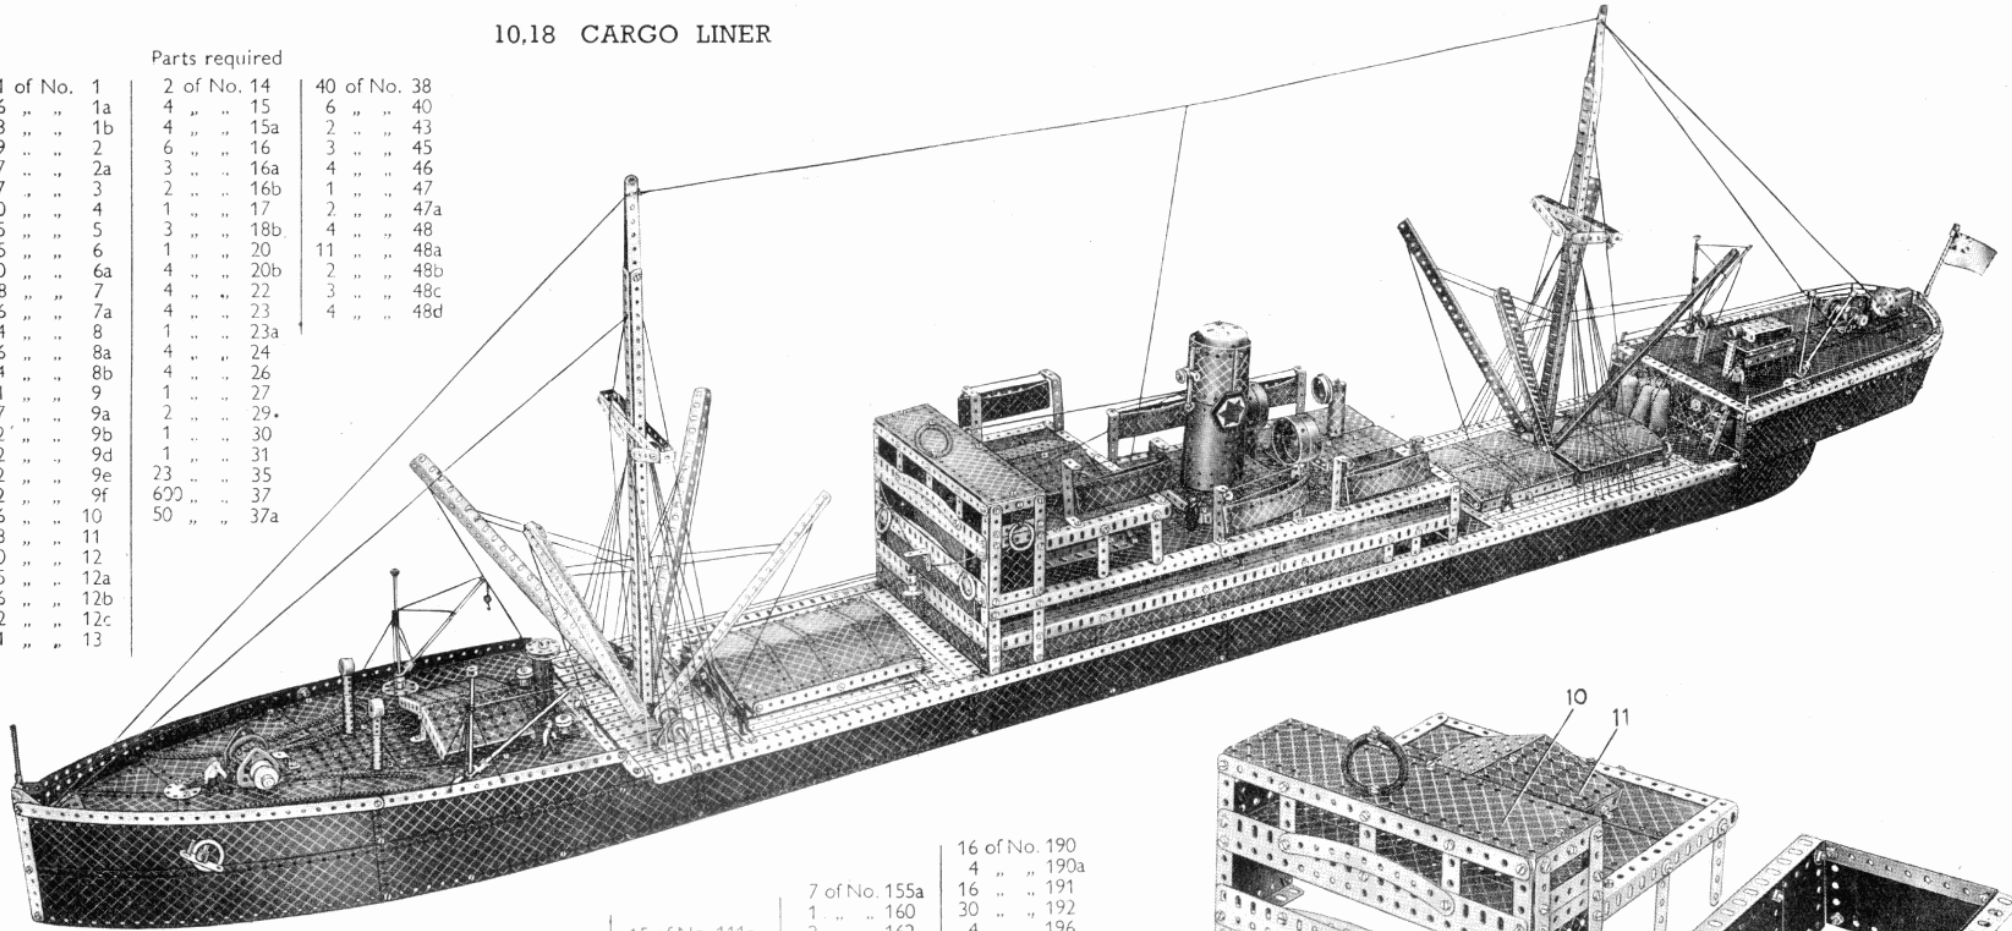 10,18 CARGO LINER
Parts required
of No. 1
„ „ 1a
„ „ 1b
„ „ 2
„ „ 2a
„ „ 3
„ „ 4
„ „ 5
„ „ 6
„ „ 6a
„ „ 7
„ „ 7a
„ „ 8
„ „ 8a
„ „ 8b
„ „ 9
„ „ 9a
„ „ 9b
„ „ 9d
„ „ 9e
„ „ 9f
„ „ 10
„ „ 11
„ „ 12
„ „ 12a
„ „ 12b
„ „ 12c
„ „ 13
2 of No. 14
4 „ „ 15
4 „ „ 15a
6 „ „ 16
3 „ „ 16a
2 „ „ 16b
1 „ „ 17
3 „ „ 18b
1 „ „ 20
4 „ „ 20b
4 „ „ 22
4 „ „ 23
1 „ „ 23a
4 „ „ 24
4 „ „ 26
1 „ „ 27
2 „ „ 29
1 „ „ 30
1 „ „ 31
23 „ „ 35
600 „ „ 37
50 „ „ 37a
40 of No. 38
6 „ „ 40
2 „ „ 43
3 „ „ 45
4 „ „ 46
1 „ „ 47
2 „ „ 47a
4 „ „ 48
11 „ „ 48a
2 „ „ 48b
3 „ „ 48c
4 „ „ 48d
10
11
7 of No. 155a
1 „ „ 160
16 of No. 190
4 „ „ 190a
16 „ „ 191
30 „ „ 192